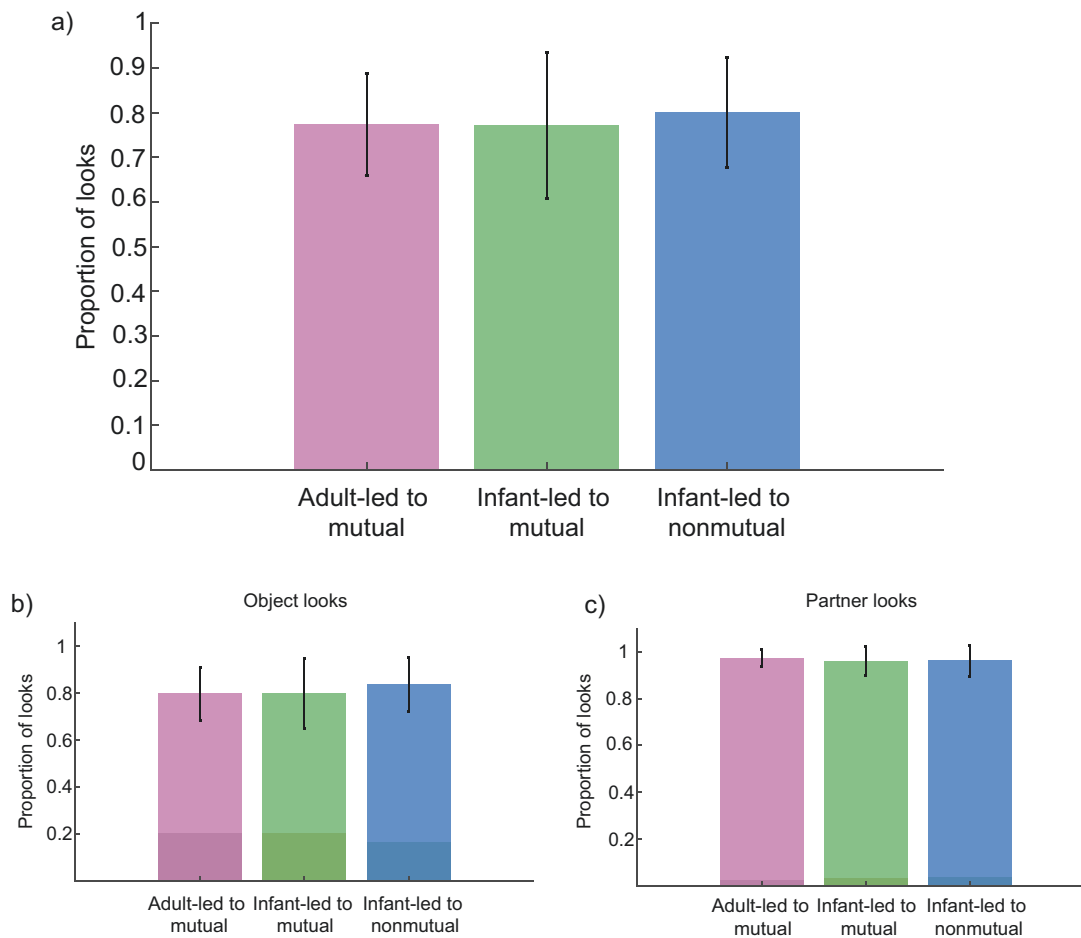 a)
Proportion of looks
1
0.9
0.8
0.7
0.6
0.5
0.4
0.3
0.2
0.1
0
Adult-led to
mutual
Infant-led to
mutual
Infant-led to
nonmutual
b)
Object looks
Proportion of looks
1
0.8
0.6
0.4
0.2
Adult-led to
mutual
Infant-led to
mutual
Infant-led to
nonmutual
c)
Partner looks
Proportion of looks
1
0.8
0.6
0.4
0.2
Adult-led to
mutual
Infant-led to
mutual
Infant-led to
nonmutual